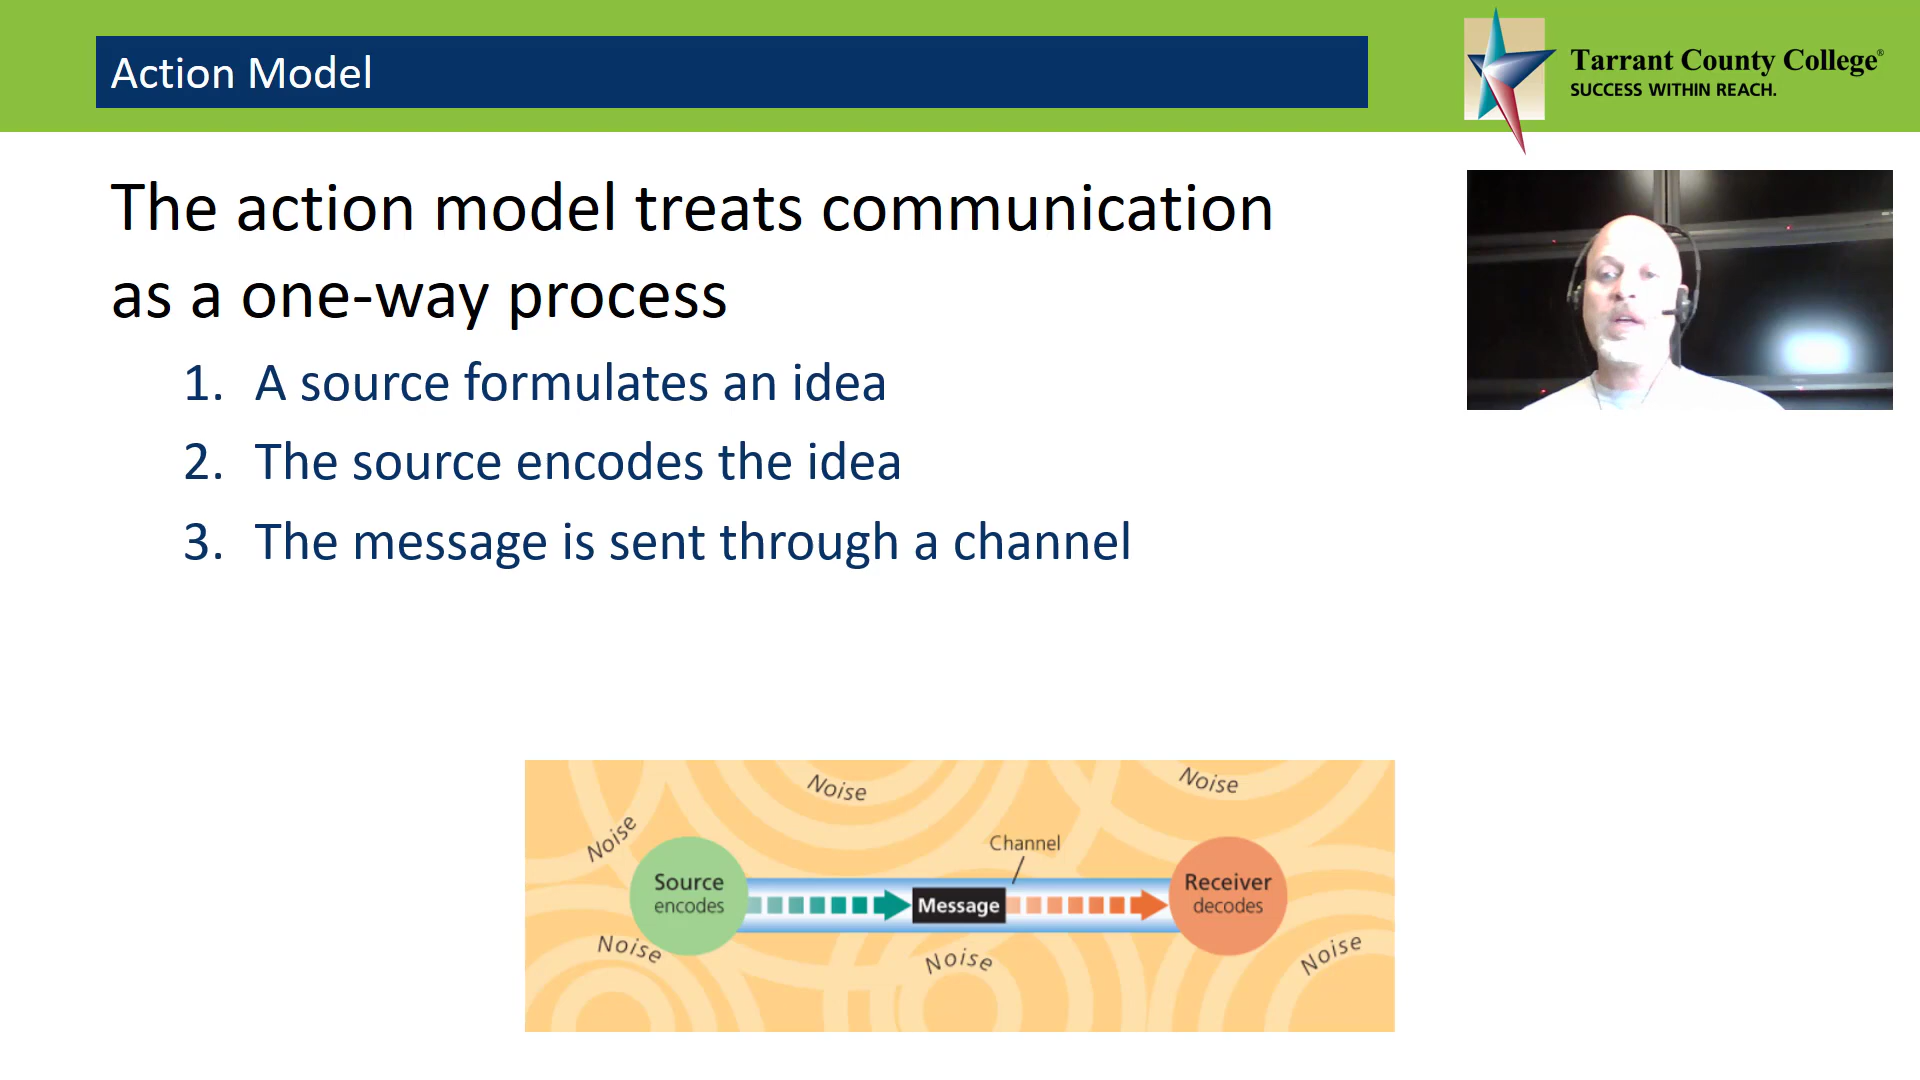 Action Model
Tarrant County College®
SUCCESS WITHIN REACH.
The action model treats communication
as a one-way process
1. A source formulates an idea
2. The source encodes the idea
3. The message is sent through a channel
Noise
Noise
Noise
Channel
Source
encodes
Message
Receiver
decodes
Noise
Noise
Noise